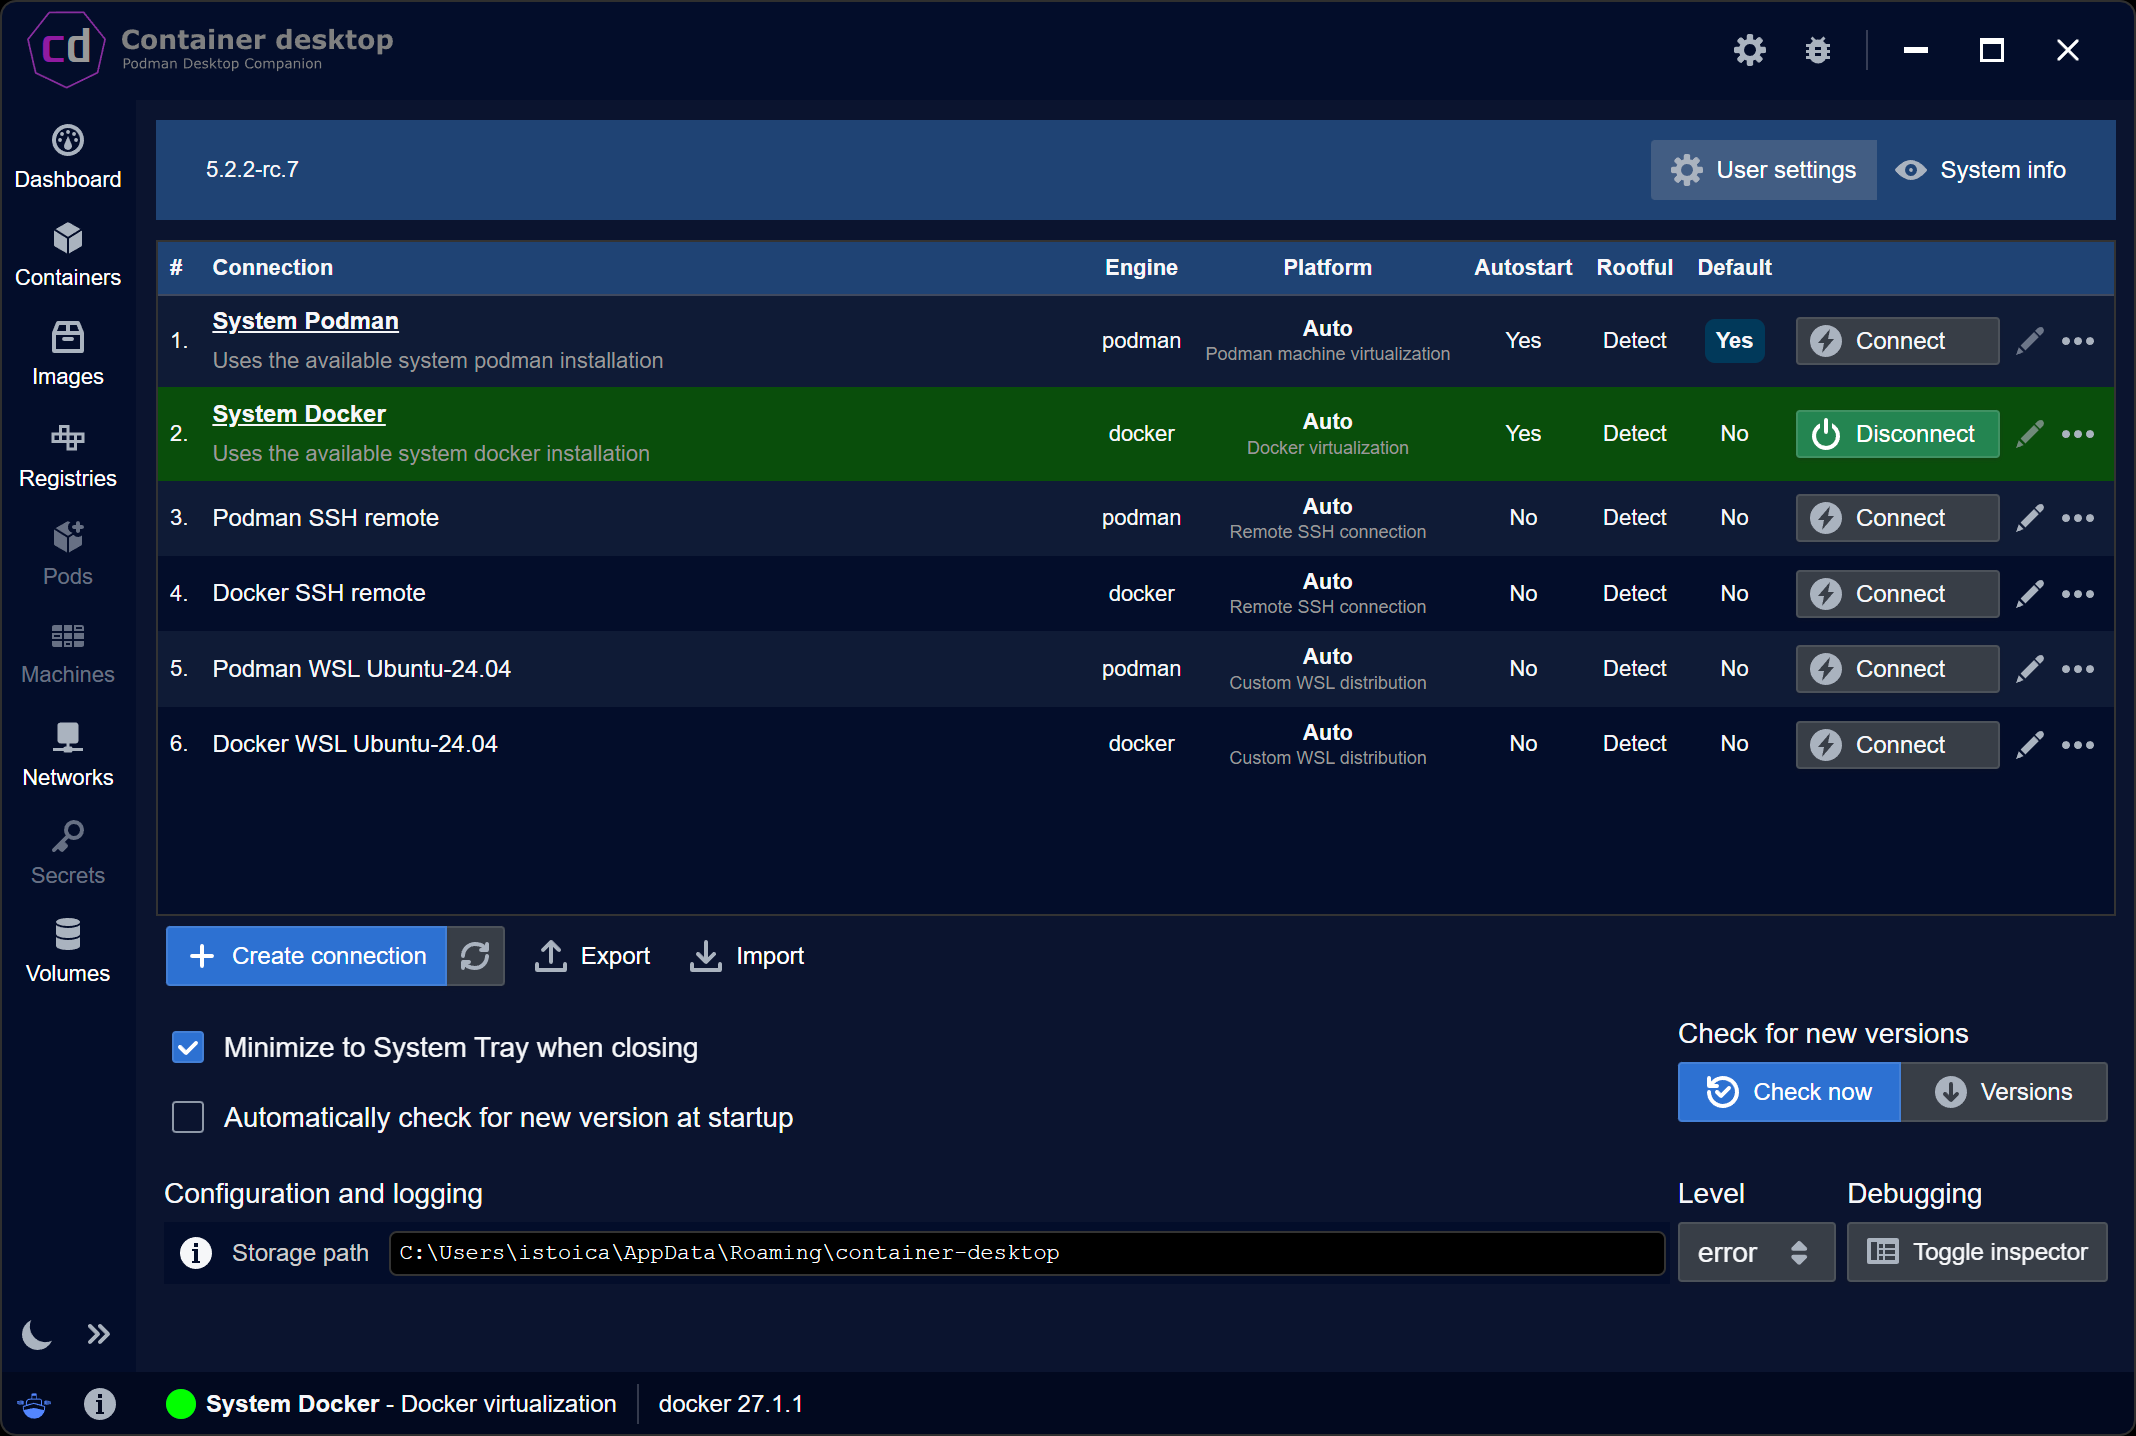 cd
Container desktop
Podman Desktop Companion
Dashboard
Containers
Images
Registries
Pods
Machines
Networks
Secrets
Volumes
5.2.2-rc.7
User settings
System info
# Connection Engine Platform Autostart Rootful Default
1. System Podman
Uses the available system podman installation
podman Auto
Podman machine virtualization
Yes Detect Yes Connect
2. System Docker
Uses the available system docker installation
docker Auto
Docker virtualization
Yes Detect No Disconnect
3. Podman SSH remote podman Auto
Remote SSH connection
No Detect No Connect
4. Docker SSH remote docker Auto
Remote SSH connection
No Detect No Connect
5. Podman WSL Ubuntu-24.04 podman Auto
Custom WSL distribution
No Detect No Connect
6. Docker WSL Ubuntu-24.04 docker Auto
Custom WSL distribution
No Detect No Connect
Create connection Export Import
Minimize to System Tray when closing
Automatically check for new version at startup
Check for new versions
Check now Versions
Configuration and logging
Storage path C:\Users\istoica\AppData\Roaming\container-desktop
Level
error
Debugging
Toggle inspector
System Docker - Docker virtualization docker 27.1.1